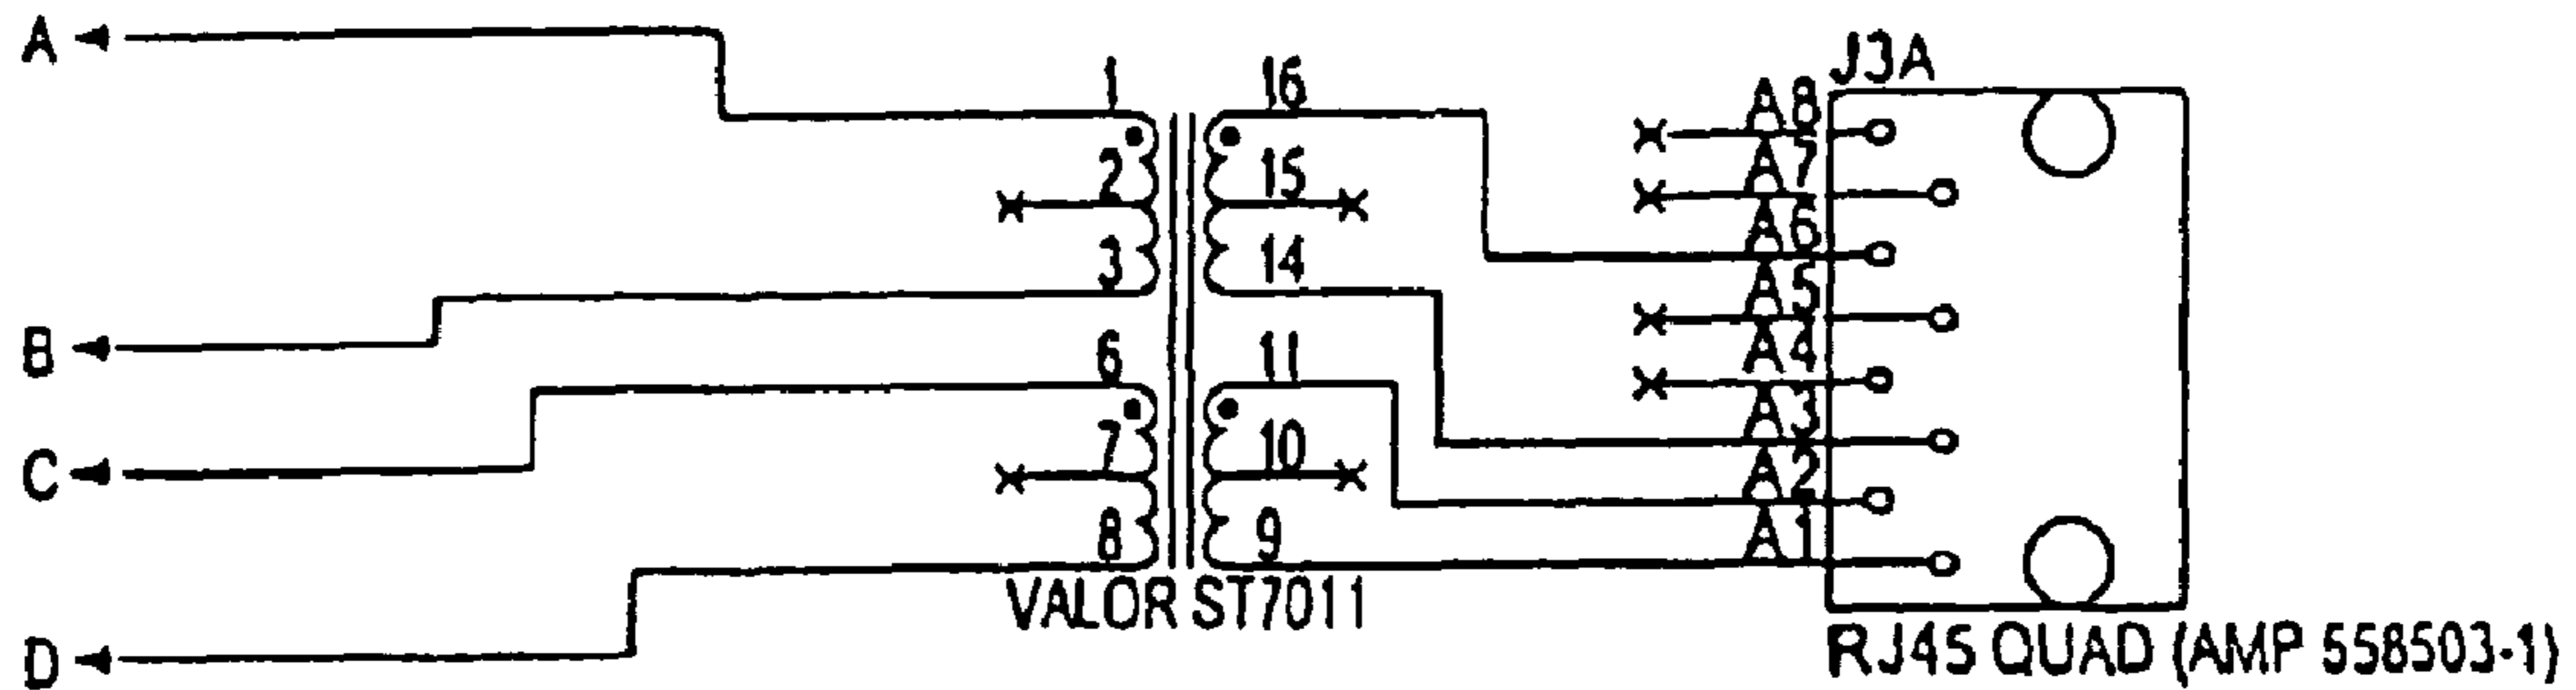 A
B
C
D
1
2
3
6
7
8
16
15
14
11
10
9
VALOR ST7011
J3A
A8
A7
A6
A5
A4
A3
A2
A1
RJ45 QUAD (AMP 558503-1)